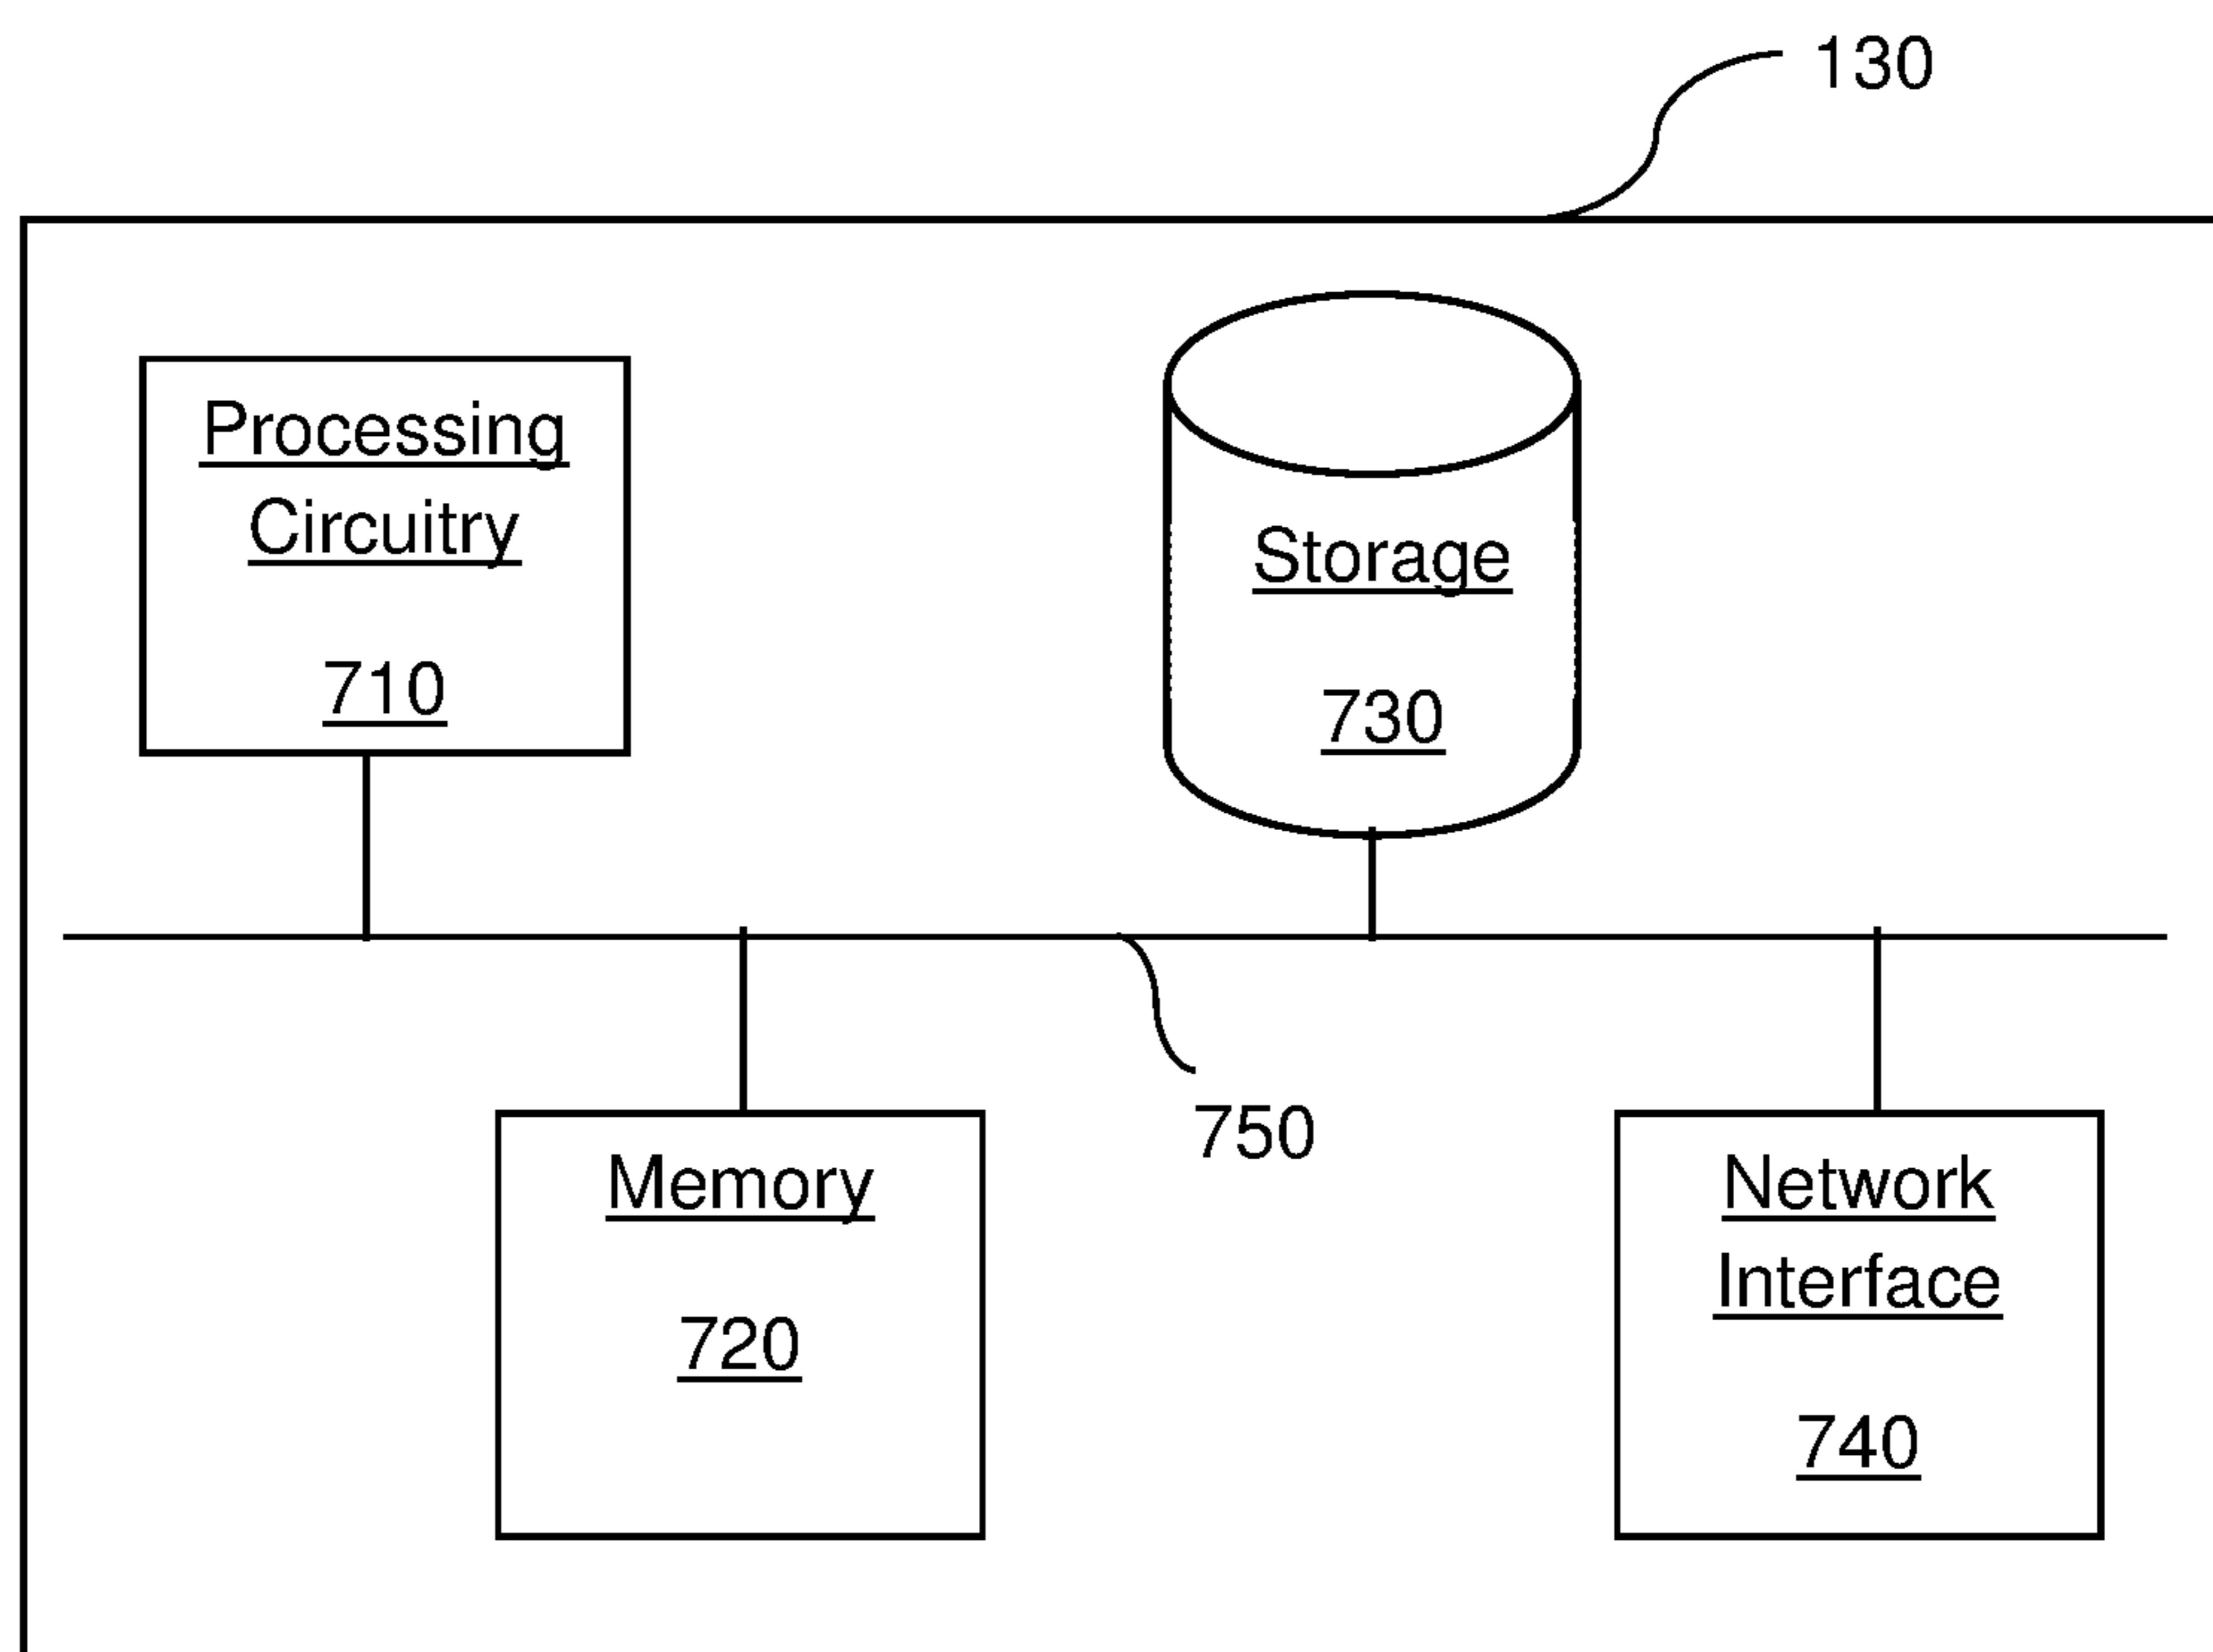 130
Processing
Circuitry
710
Storage
730
750
Memory
720
Network
Interface
740